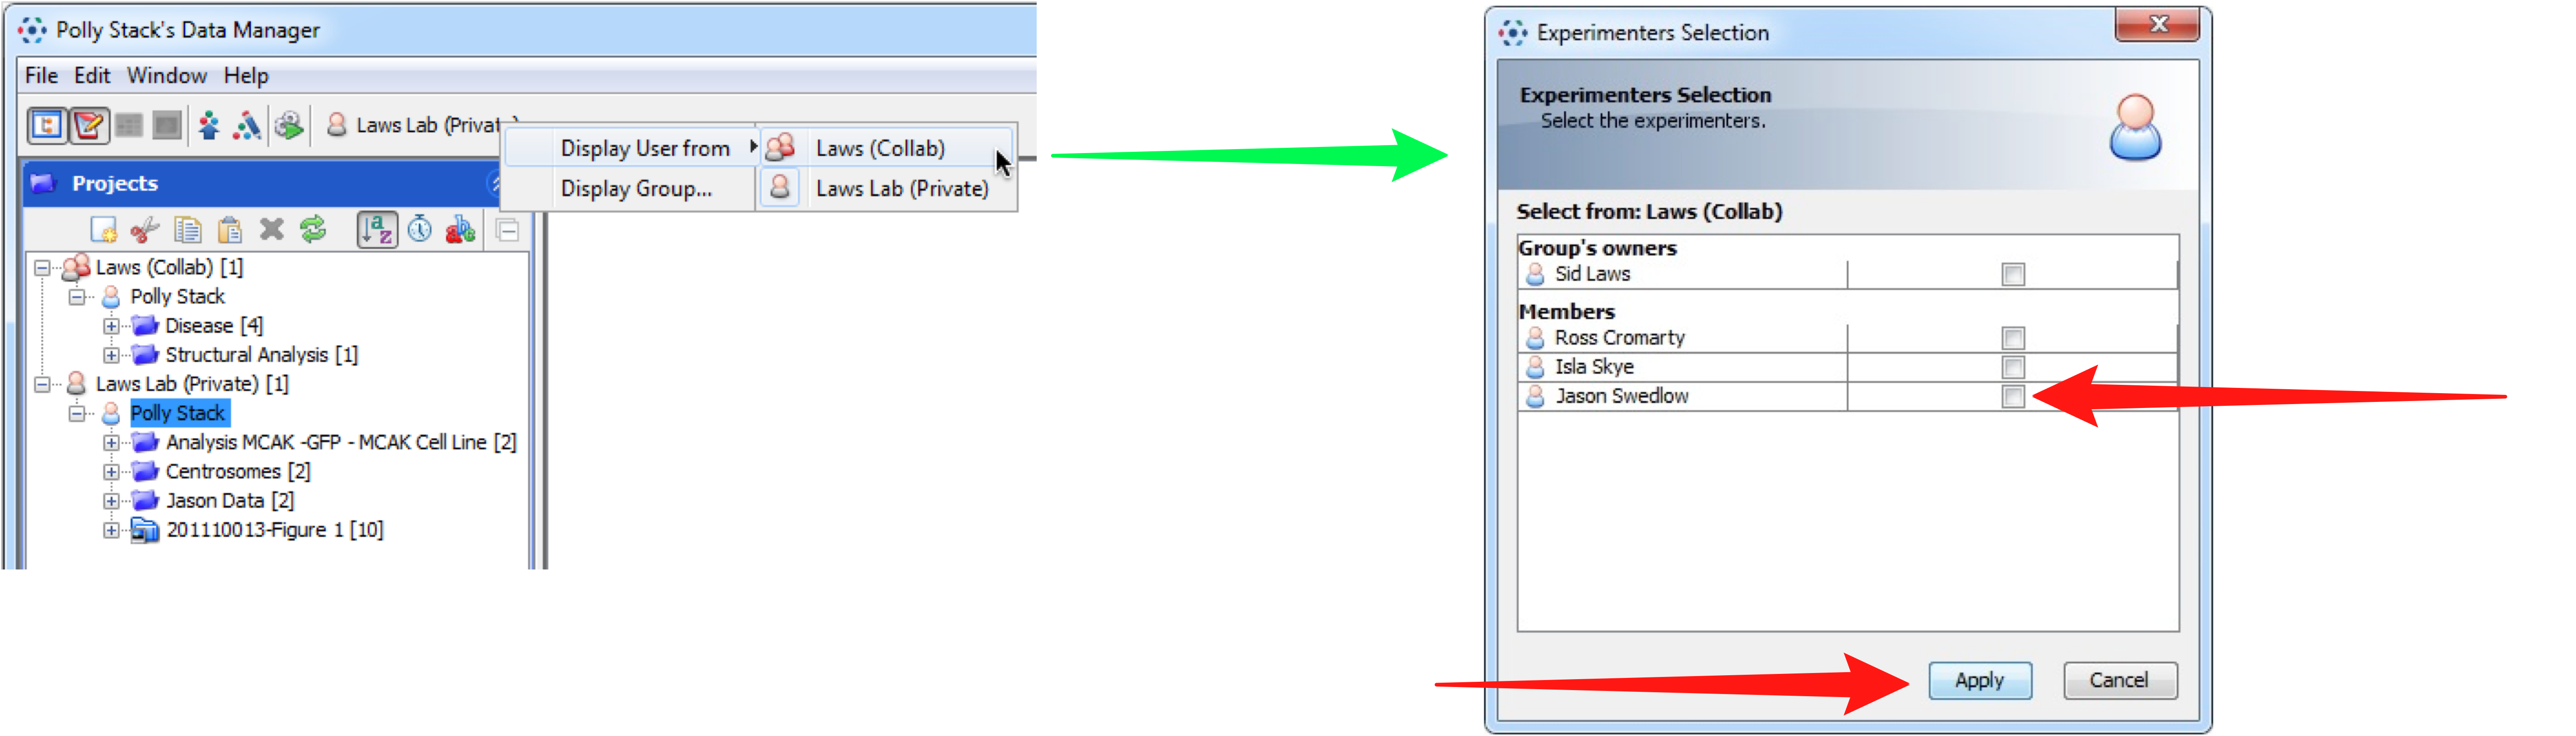 Polly Stack's Data Manager
File Edit Window Help
Laws Lab (Privat
Display User from
Laws (Collab)
Display Group...
Laws Lab (Private)
Projects
Laws (Collab) [1]
Polly Stack
Disease [4]
Structural Analysis [1]
Laws Lab (Private) [1]
Polly Stack
Analysis MCAK -GFP - MCAK Cell Line [2]
Centrosomes [2]
Jason Data [2]
201110013-Figure 1 [10]
Experimenters Selection
Experimenters Selection
Select the experimenters.
Select from: Laws (Collab)
Group's owners
Sid Laws
Members
Ross Cromarty
Isla Skye
Jason Swedlow
Apply
Cancel